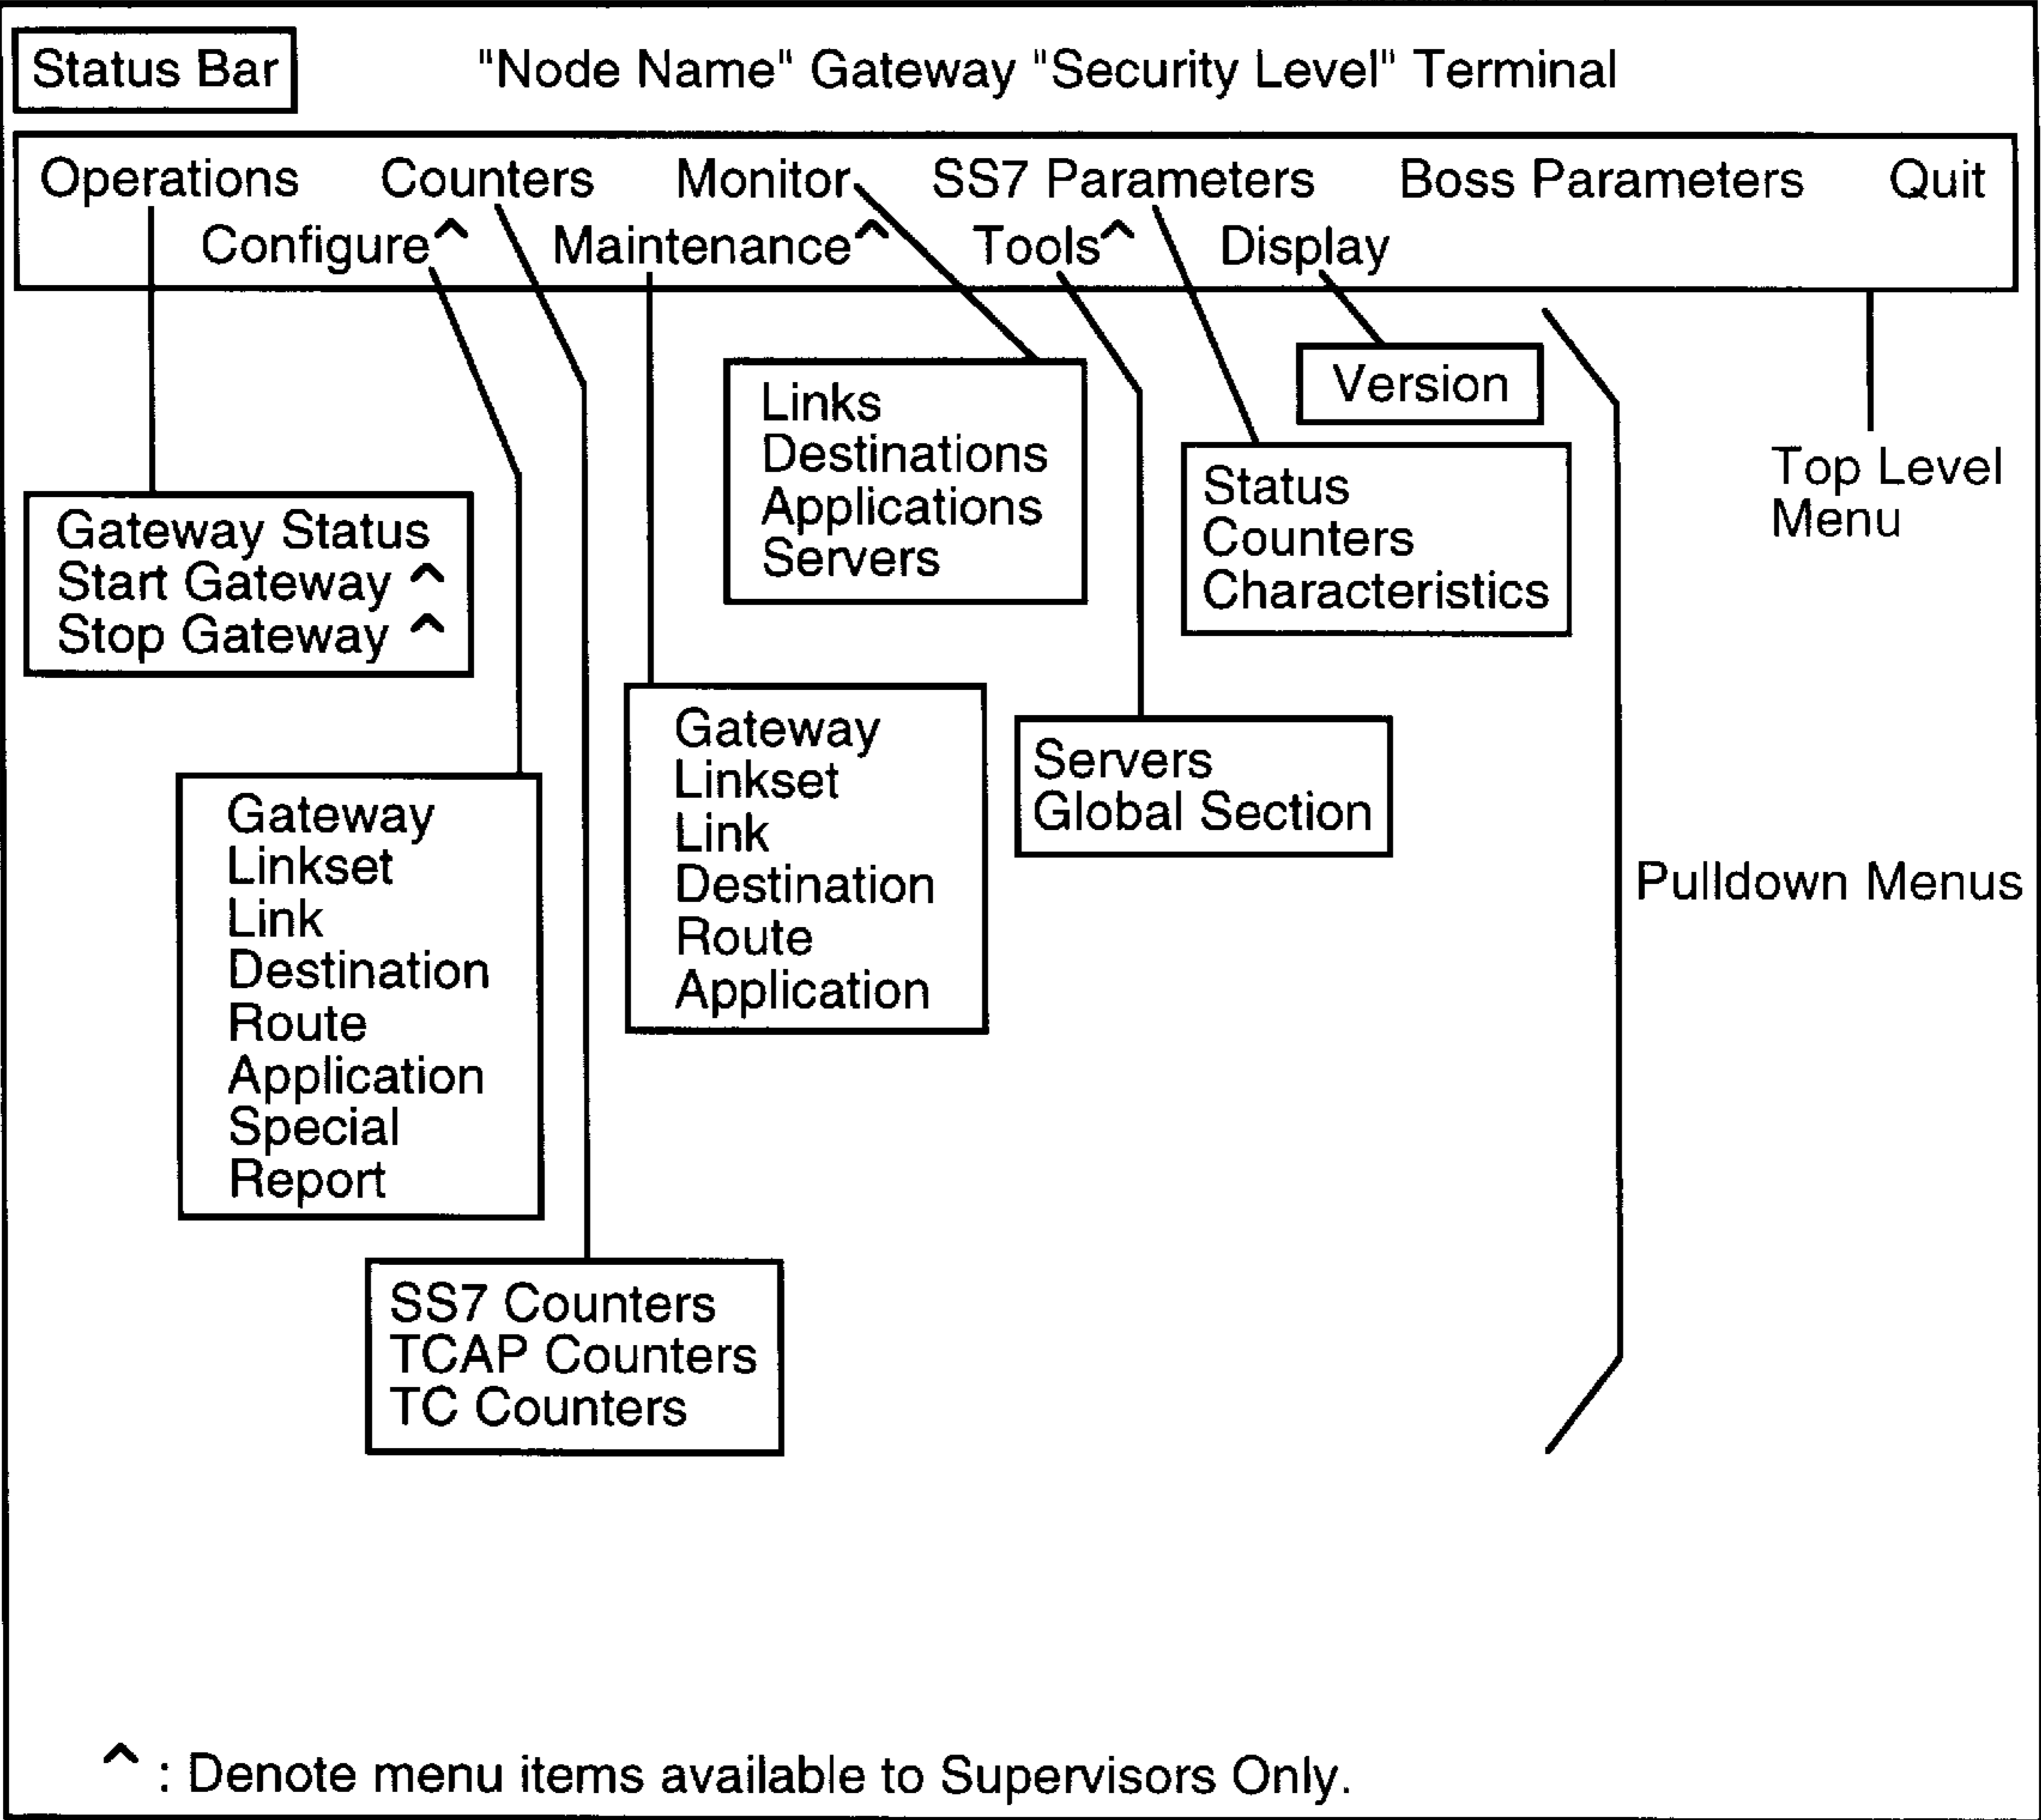 Status Bar
"Node Name" Gateway "Security Level" Terminal
Operations Counters Monitor SS7 Parameters Boss Parameters Quit
Configure^ Maintenance^ Tools^ Display
Version
Links
Destinations
Applications
Servers
Status
Counters
Characteristics
Top Level
Menu
Gateway Status
Start Gateway ^
Stop Gateway ^
Gateway
Linkset
Link
Destination
Route
Application
Servers
Global Section
Pulldown Menus
Gateway
Linkset
Link
Destination
Route
Application
Special
Report
SS7 Counters
TCAP Counters
TC Counters
^ : Denote menu items available to Supervisors Only.